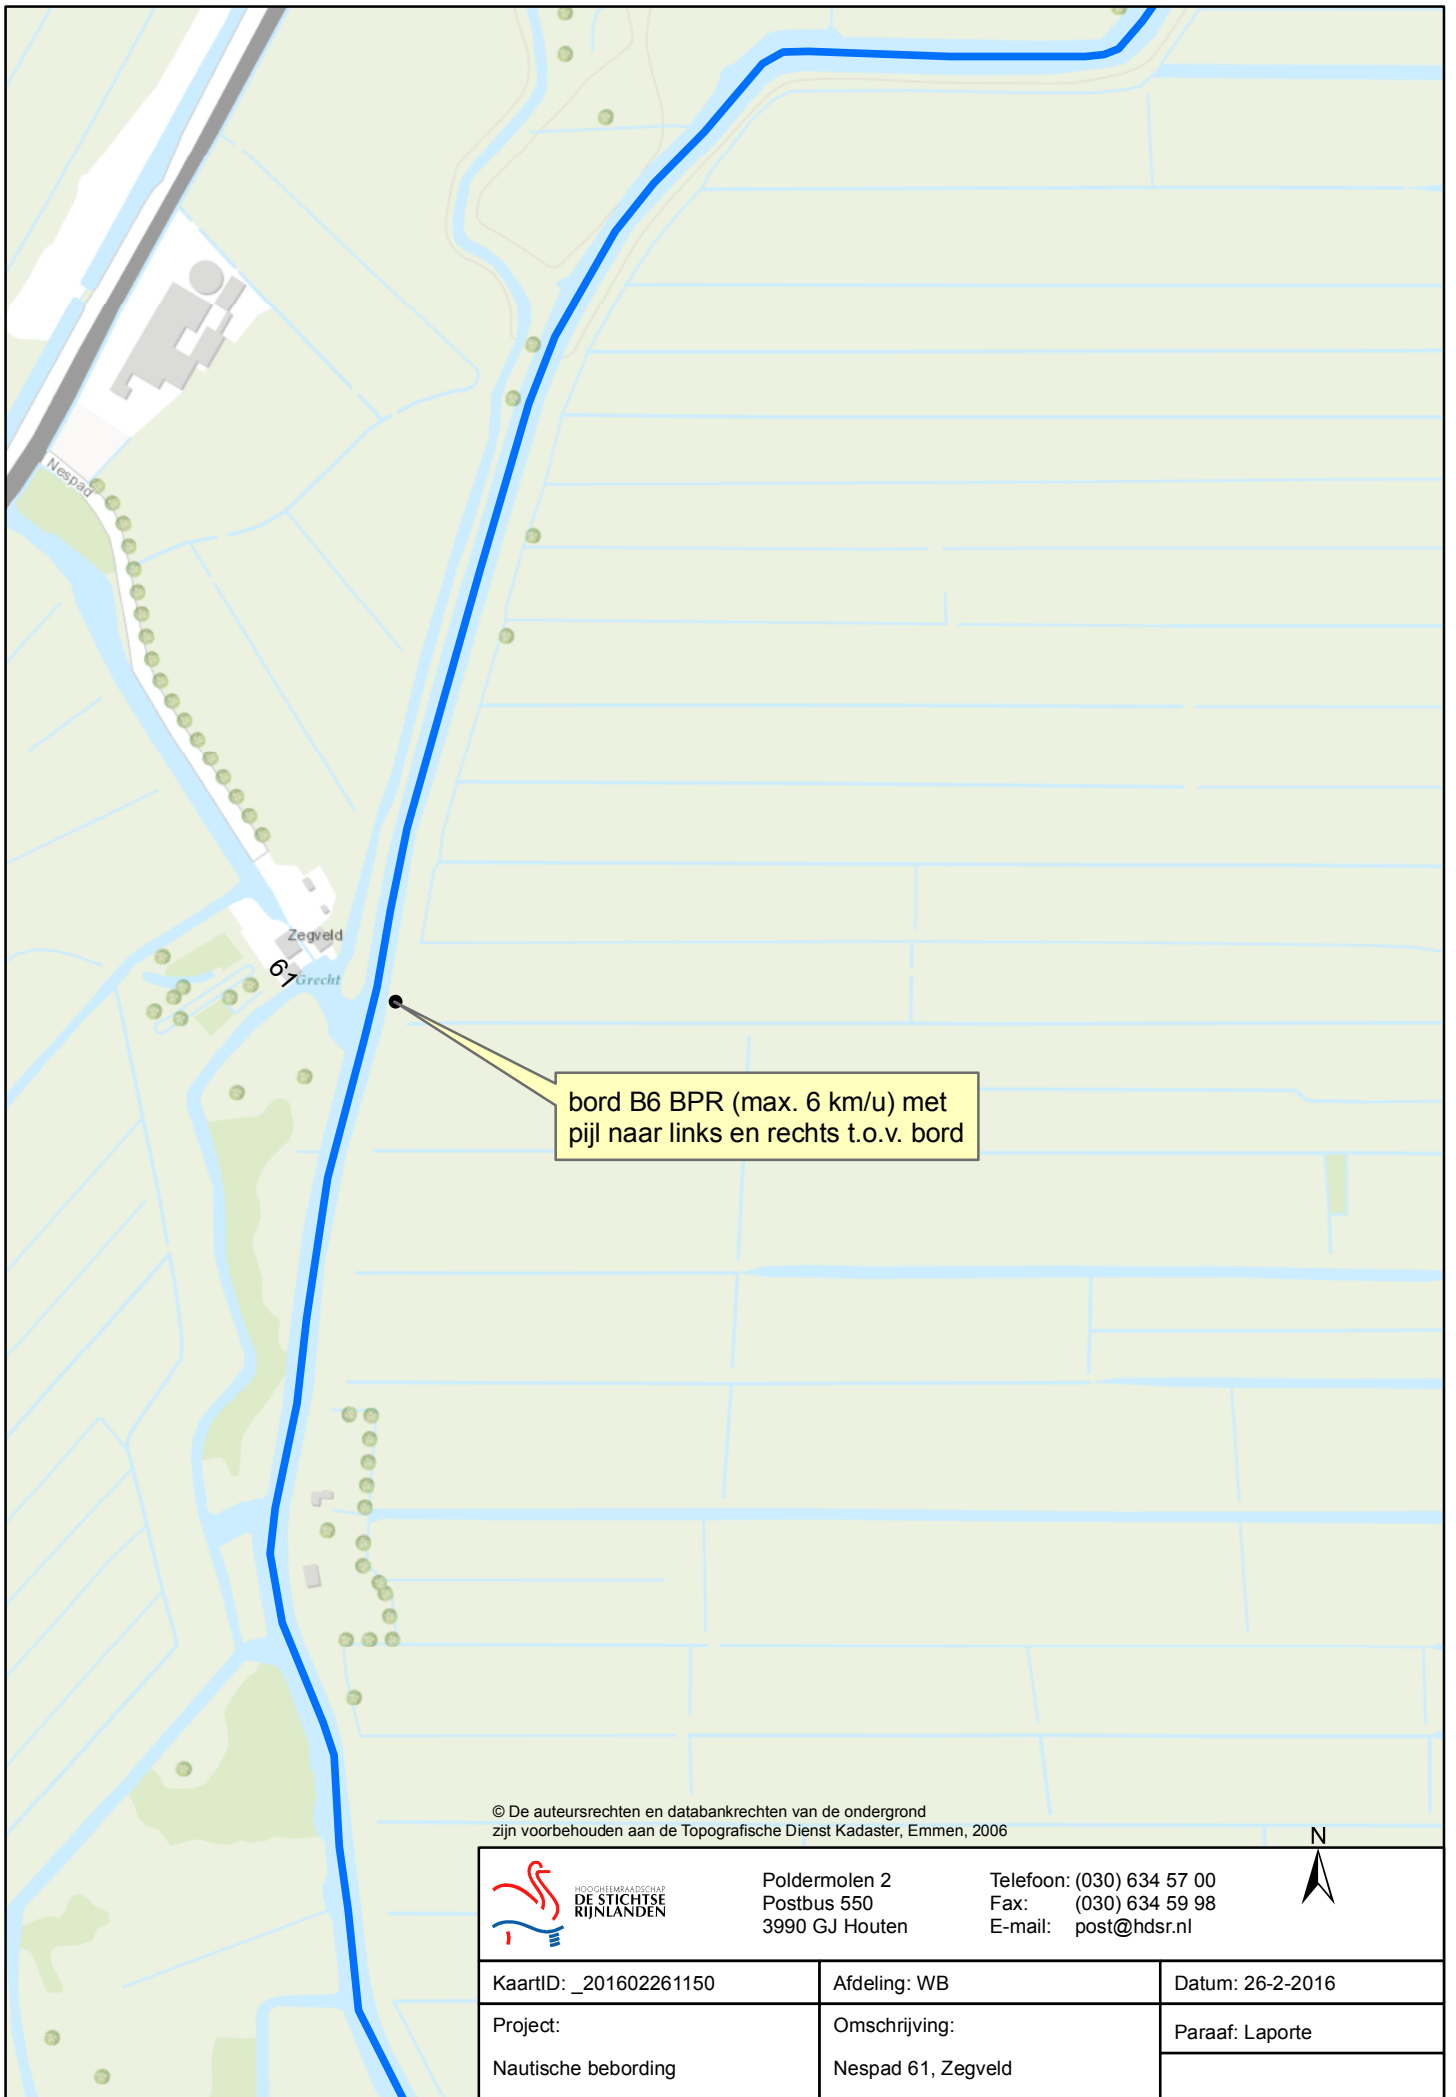 Nespad
Zegveld
61
Grecht
bord B6 BPR (max. 6 km/u) met
pijl naar links en rechts t.o.v. bord
© De auteursrechten en databankrechten van de ondergrond
zijn voorbehouden aan de Topografische Dienst Kadaster, Emmen, 2006
N
HOOGHEEMRAADSCHAP
DE STICHTSE
RIJNLANDEN
Poldermolen 2
Postbus 550
3990 GJ Houten
Telefoon: (030) 634 57 00
Fax: (030) 634 59 98
E-mail: post@hdsr.nl
KaartID: _201602261150
Afdeling: WB
Datum: 26-2-2016
Project:
Nautische bebording
Omschrijving:
Nespad 61, Zegveld
Paraaf: Laporte